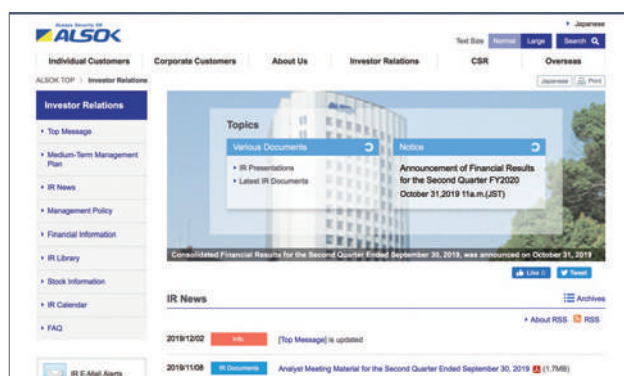 Always Security OK
ALSOK
Japanese
Text Size Normal Large Search
Individual Customers Corporate Customers About Us Investor Relations CSR Overseas
ALSOK TOP Investor Relations
Japanese Print
Investor Relations
Top Message
Medium-Term Management
Plan
IR News
Management Policy
Financial Information
IR Library
Stock Information
IR Calendar
FAQ
IR E-Mail Alerts
Topics
Various Documents
IR Presentations
Latest IR Documents
Notice
Announcement of Financial Results
for the Second Quarter FY2020
October 31,2019 11a.m.(JST)
Consolidated Financial Results for the Second Quarter Ended September 30, 2019, was announced on October 31, 2019
Like 0 Tweet
IR News Archives
About RSS RSS
2019/12/02 Info [Top Message] is updated
2019/11/08 IR Documents Analyst Meeting Material for the Second Quarter Ended September 30, 2019 (1.7MB)